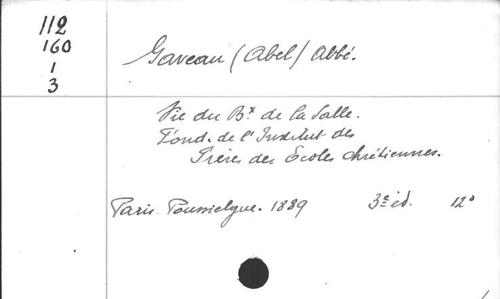 112
160
1
3
Gaveau (Abel) Abbé.
Vie du Bx de la Salle.
Fond. de l'Institut des
Frères des Ecoles chrétiennes.
Paris. Poussielgue. 1889 3e éd. 12°